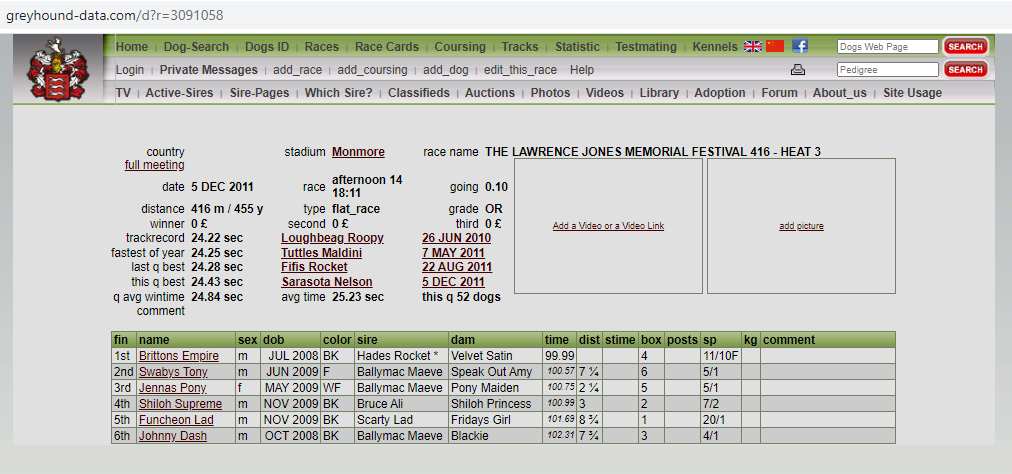 greyhound-data.com/d?r=3091058
Home | Dog-Search | Dogs ID | Races | Race Cards | Coursing | Tracks | Statistic | Testmating | Kennels Dogs Web Page SEARCH
Login | Private Messages | add_race | add_coursing | add_dog | edit_this_race Help Pedigree SEARCH
TV | Active-Sires | Sire-Pages | Which Sire? | Classifieds | Auctions | Photos | Videos | Library | Adoption | Forum | About_us | Site Usage
country stadium Monmore race name THE LAWRENCE JONES MEMORIAL FESTIVAL 416 - HEAT 3
full meeting
date 5 DEC 2011 race afternoon 14 18:11 going 0.10
distance 416 m / 455 y type flat_race grade OR
winner 0 £ second 0 £ third 0 £
trackrecord 24.22 sec Loughbeag Roopy 26 JUN 2010
fastest of year 24.25 sec Tuttles Maldini 7 MAY 2011
last q best 24.28 sec Fifis Rocket 22 AUG 2011
this q best 24.43 sec Sarasota Nelson 5 DEC 2011
q avg wintime 24.84 sec avg time 25.23 sec this q 52 dogs
comment
Add a Video or a Video Link
add picture
fin name sex dob color sire dam time dist stime box posts sp kg comment
1st Brittons Empire m JUL 2008 BK Hades Rocket * Velvet Satin 99.99 4 11/10F
2nd Swabys Tony m JUN 2009 F Ballymac Maeve Speak Out Amy 100.57 7 ¼ 6 5/1
3rd Jennas Pony f MAY 2009 WF Ballymac Maeve Pony Maiden 100.75 2 ¼ 5 5/1
4th Shiloh Supreme m NOV 2009 BK Bruce Ali Shiloh Princess 100.99 3 2 7/2
5th Funcheon Lad m NOV 2009 BK Scarty Lad Fridays Girl 101.69 8 ¾ 1 20/1
6th Johnny Dash m OCT 2008 BK Ballymac Maeve Blackie 102.31 7 ¾ 3 4/1